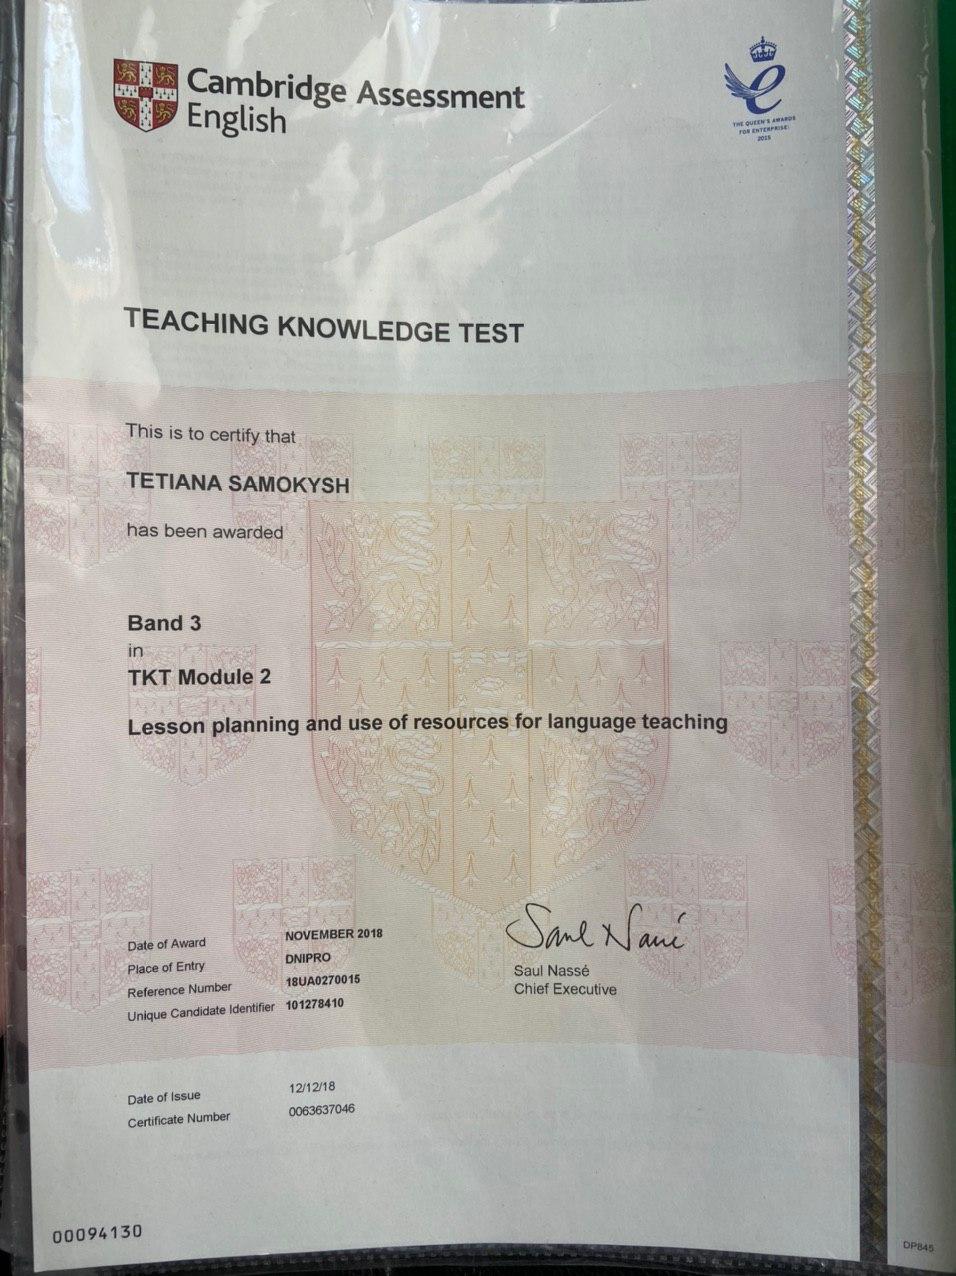 Cambridge Assessment
English
THE QUEEN'S AWARDS
FOR ENTERPRISE:
2015
TEACHING KNOWLEDGE TEST
This is to certify that
TETIANA SAMOKYSH
has been awarded
Band 3
in
TKT Module 2
Lesson planning and use of resources for language teaching
Date of Award NOVEMBER 2018
Place of Entry DNIPRO
Reference Number 18UA0270015
Unique Candidate Identifier 101278410
Saul Nassé
Saul Nassé
Chief Executive
Date of Issue 12/12/18
Certificate Number 0063637046
00094130
DP845